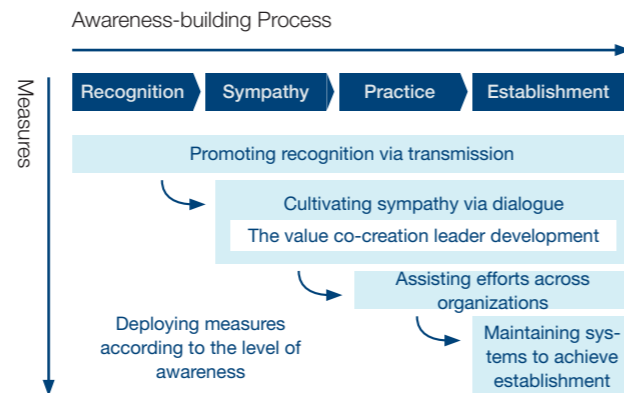 Awareness-building Process
Measures
Recognition
Sympathy
Practice
Establishment
Promoting recognition via transmission
Cultivating sympathy via dialogue
The value co-creation leader development
Assisting efforts across
organizations
Deploying measures
according to the level of
awareness
Maintaining sys-
tems to achieve
establishment